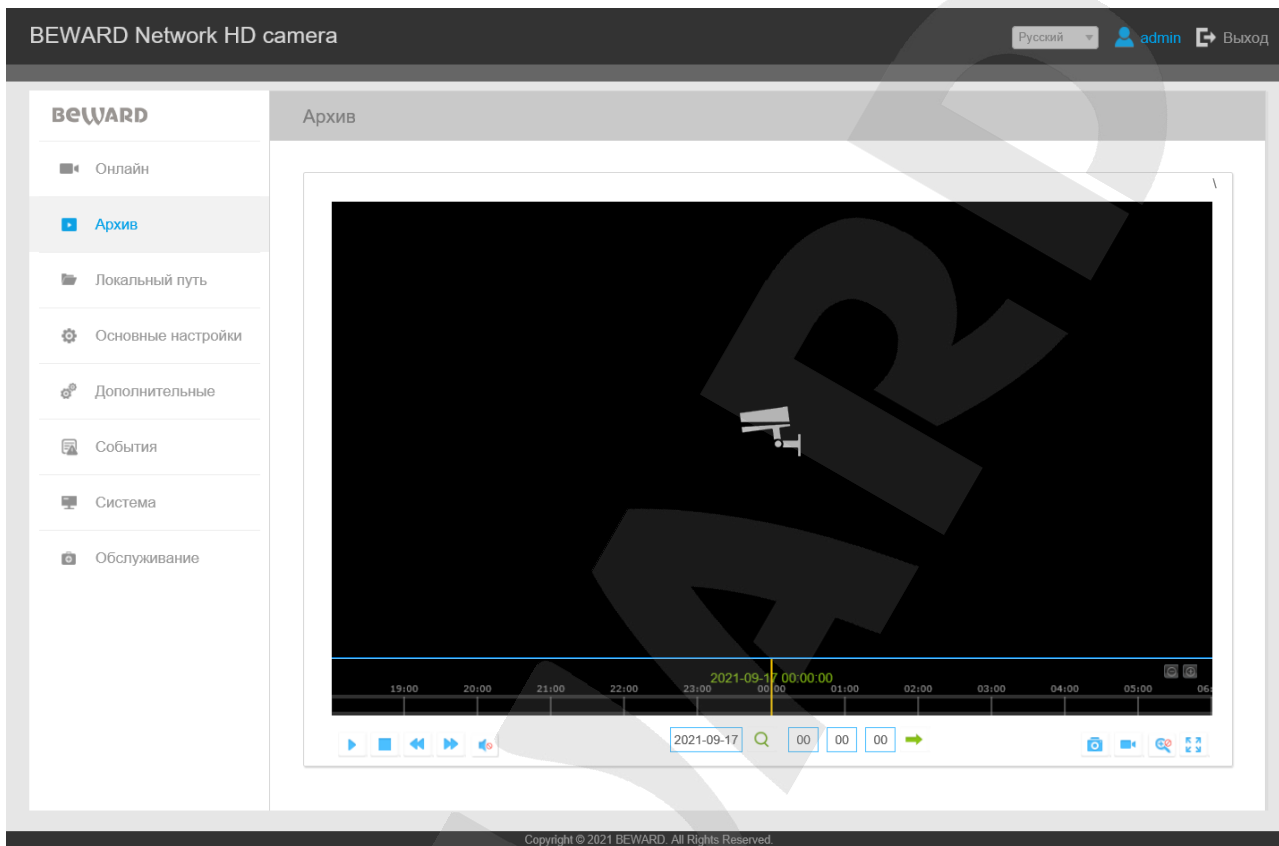 BEWARD Network HD camera
Русский
admin
Выход
BEWARD
Архив
Онлайн
Архив
Локальный путь
Основные настройки
Дополнительные
События
Система
Обслуживание
\
2021-09-17 00:00:00
19:00 20:00 21:00 22:00 23:00 00:00 01:00 02:00 03:00 04:00 05:00 06:
2021-09-17 00 00 00
Copyright © 2021 BEWARD. All Rights Reserved.